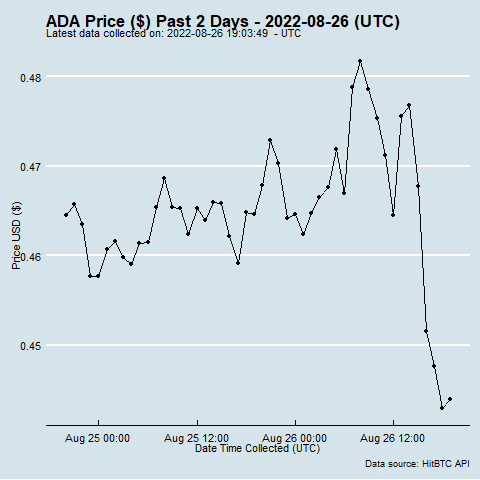 ADA Price ($) Past 2 Days - 2022-08-26 (UTC)
Latest data collected on: 2022-08-26 19:03:49 - UTC
0.48
0.47
0.46
0.45
Price USD ($)
Aug 25 00:00 Aug 25 12:00 Aug 26 00:00 Aug 26 12:00
Date Time Collected (UTC)
Data source: HitBTC API